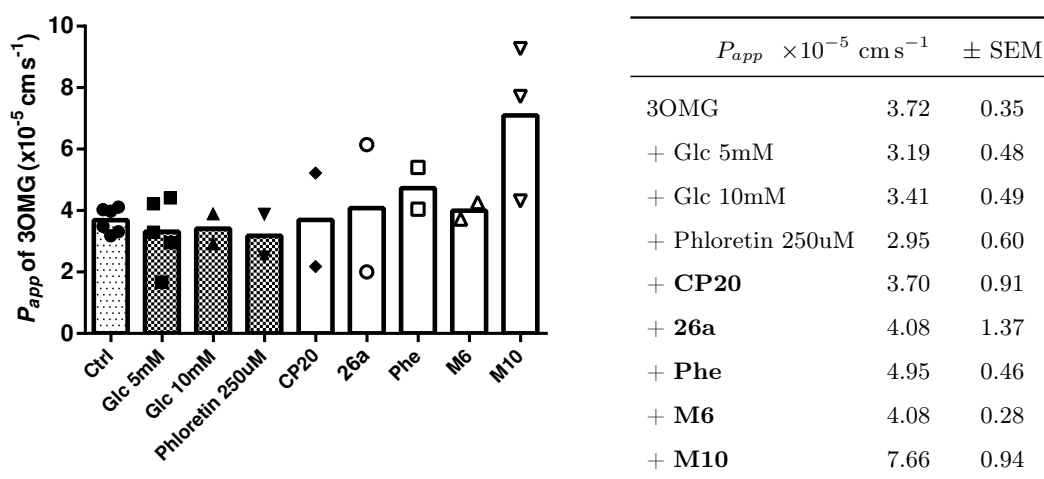 P_app of 3OMG (x10⁻⁵ cm s⁻¹)
10
8
6
4
2
0
Ctrl
Glc 5mM
Glc 10mM
Phloretin 250uM
CP20
26a
Phe
M6
M10
P_app ×10⁻⁵ cm s⁻¹ ± SEM
3OMG 3.72 0.35
+ Glc 5mM 3.19 0.48
+ Glc 10mM 3.41 0.49
+ Phloretin 250uM 2.95 0.60
+ CP20 3.70 0.91
+ 26a 4.08 1.37
+ Phe 4.95 0.46
+ M6 4.08 0.28
+ M10 7.66 0.94